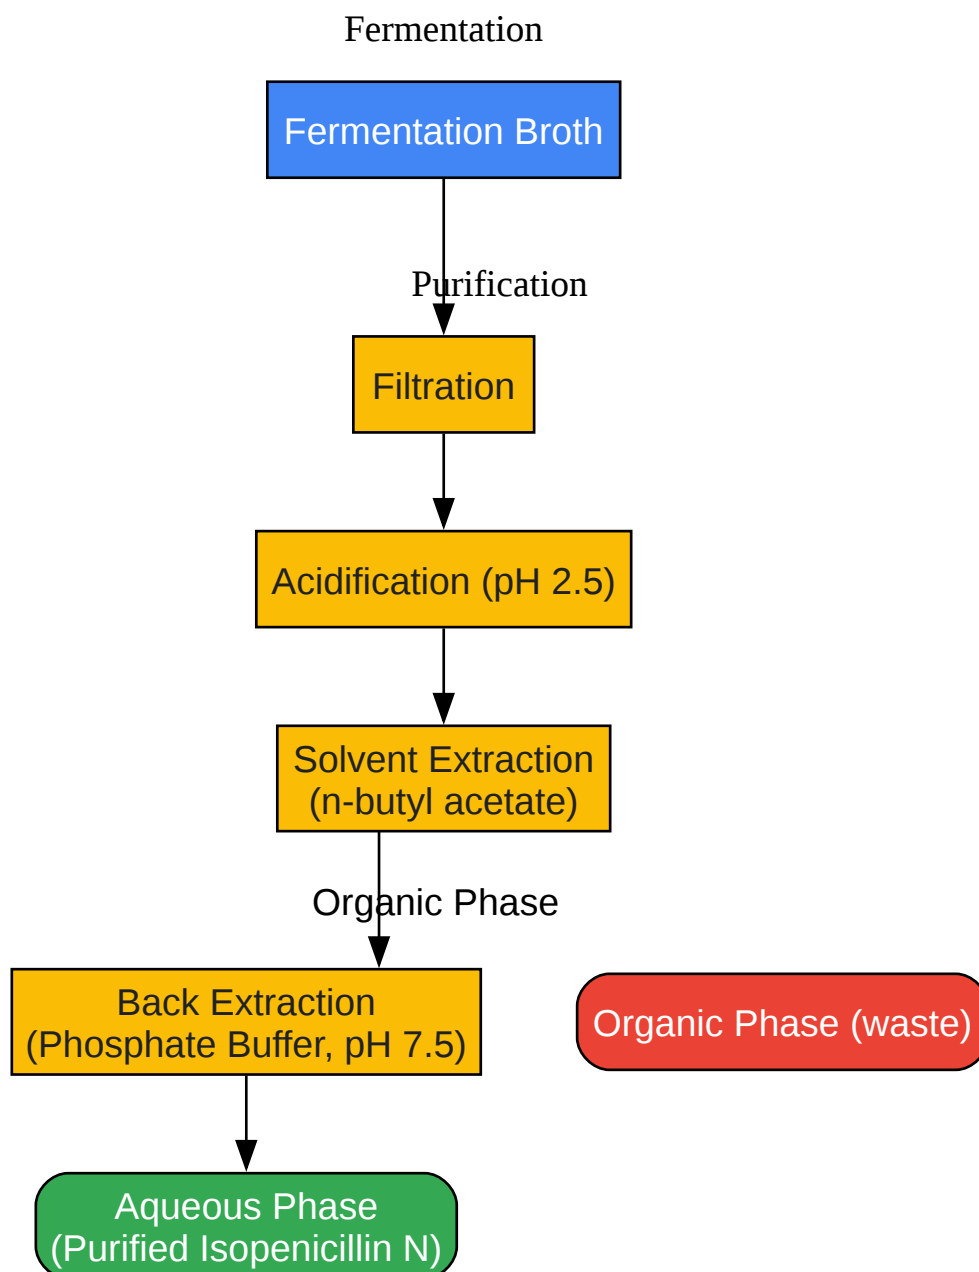 Fermentation
Fermentation Broth
Purification
Filtration
Acidification (pH 2.5)
Solvent Extraction
(n-butyl acetate)
Organic Phase
Back Extraction
(Phosphate Buffer, pH 7.5)
Organic Phase (waste)
Aqueous Phase
(Purified Isopenicillin N)